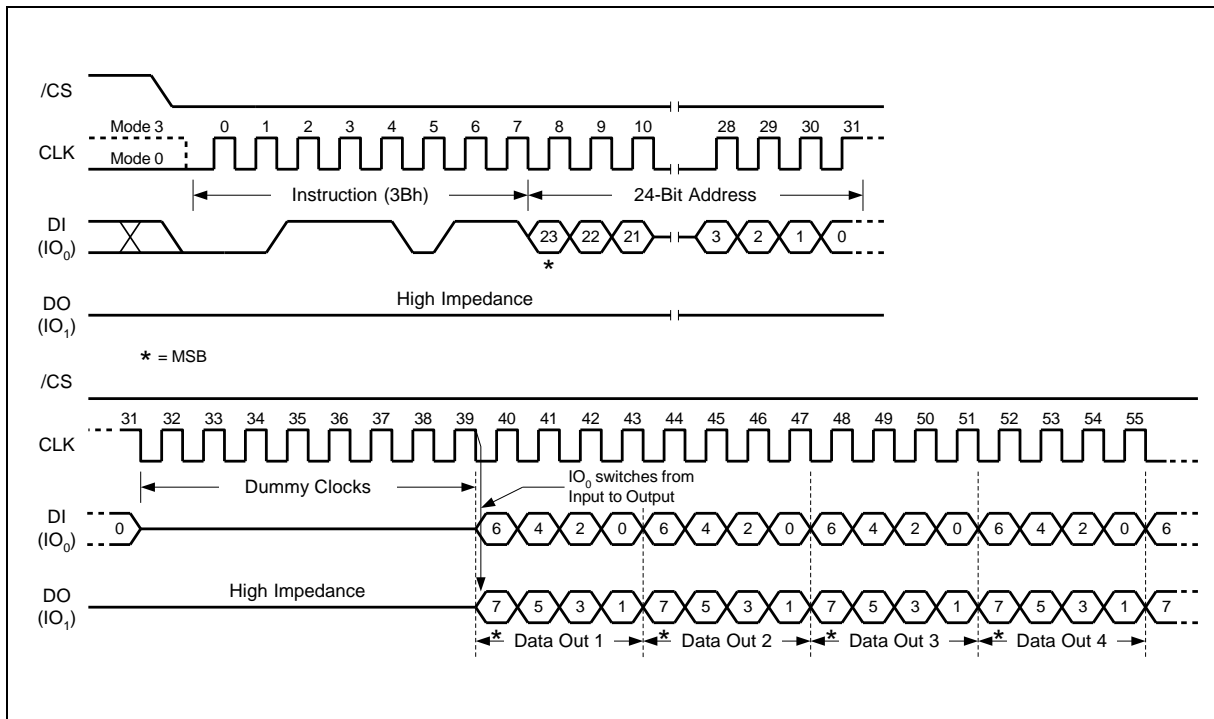 /CS
Mode 3
0 1 2 3 4 5 6 7 8 9 10 28 29 30 31
CLK
Mode 0
Instruction (3Bh)
24-Bit Address
DI
(IO0)
23 22 21 3 2 1 0
*
High Impedance
DO
(IO1)
* = MSB
/CS
31 32 33 34 35 36 37 38 39 40 41 42 43 44 45 46 47 48 49 50 51 52 53 54 55
CLK
Dummy Clocks
IO0 switches from
Input to Output
DI
(IO0)
0 6 4 2 0 6 4 2 0 6 4 2 0 6 4 2 0 6
High Impedance
DO
(IO1)
7 5 3 1 7 5 3 1 7 5 3 1 7 5 3 1 7
* Data Out 1 * Data Out 2 * Data Out 3 * Data Out 4